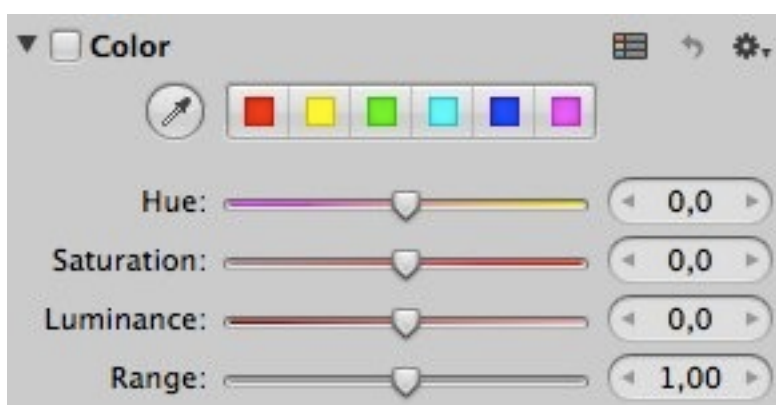 Color
Hue: 0,0
Saturation: 0,0
Luminance: 0,0
Range: 1,00